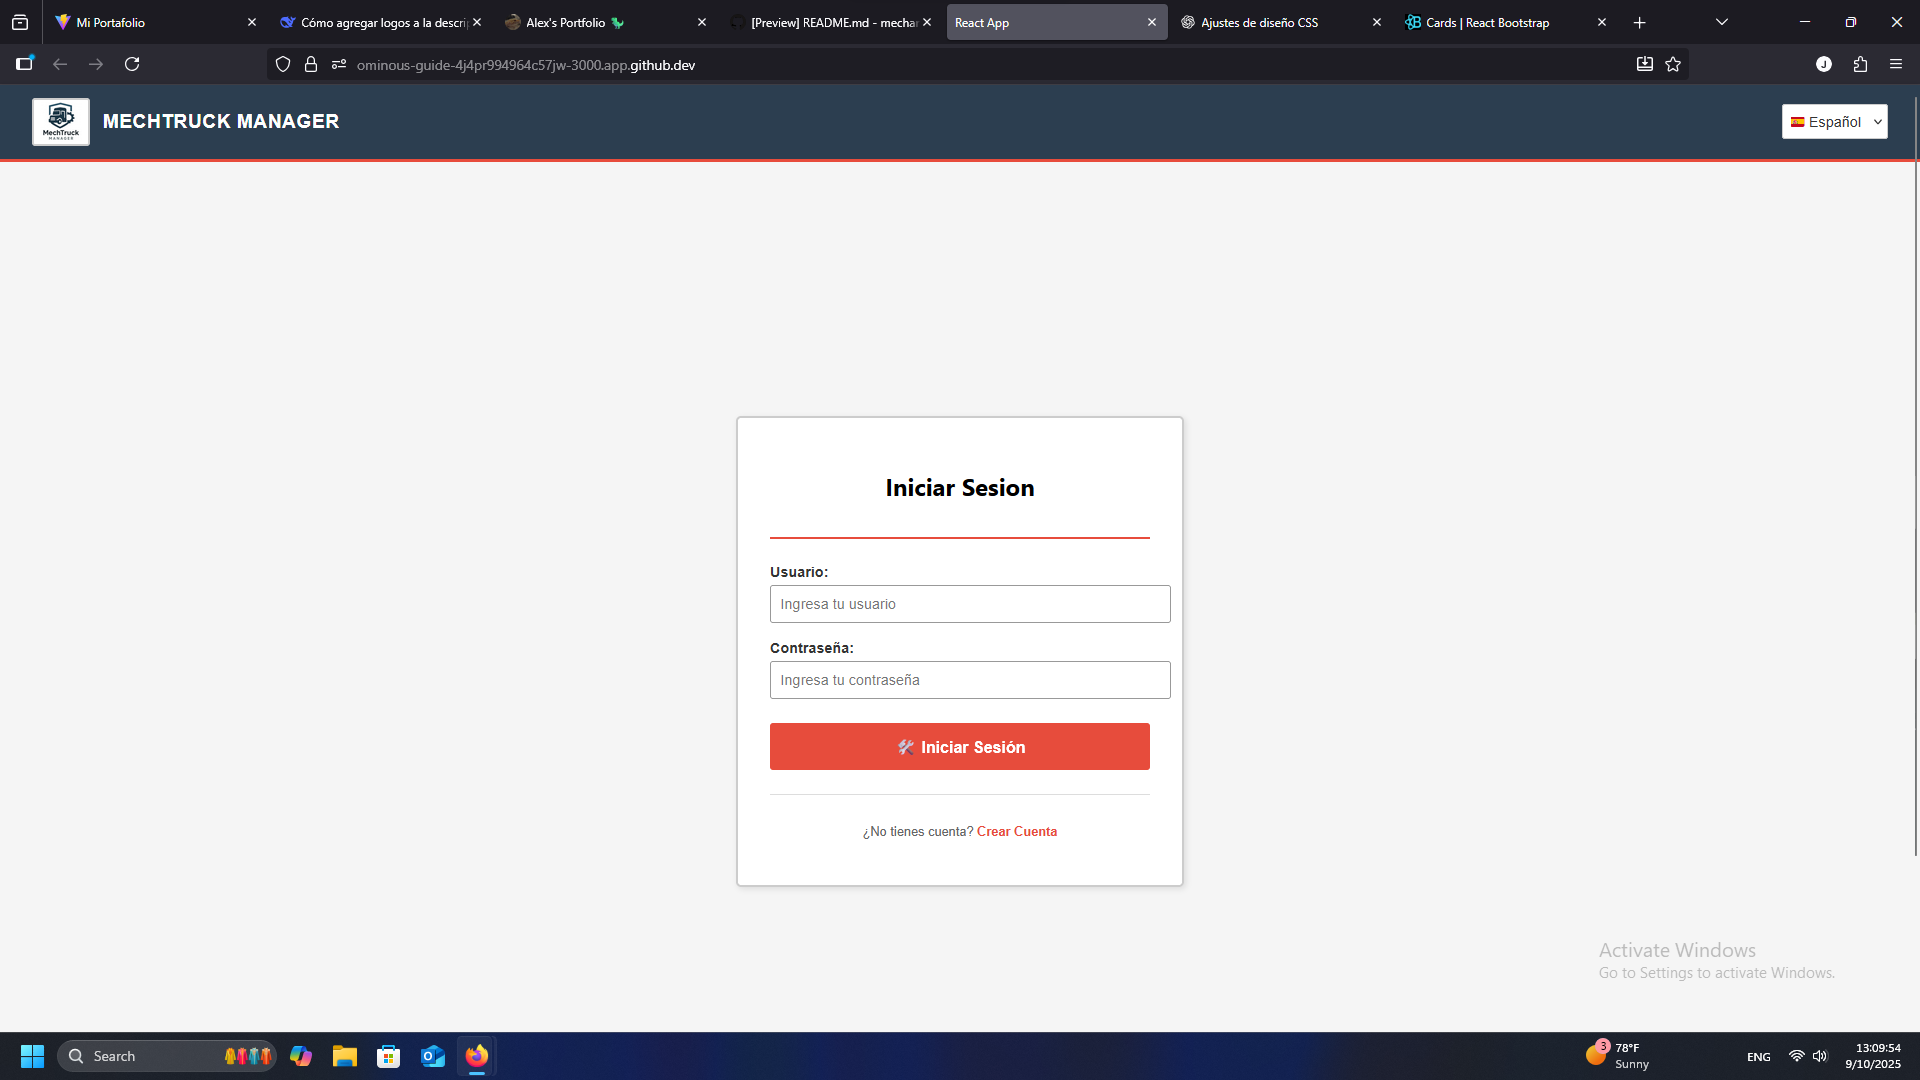 Mi Portafolio
Cómo agregar logos a la descrip
Alex's Portfolio
[Preview] README.md - mechan
React App
Ajustes de diseño CSS
Cards | React Bootstrap
ominous-guide-4j4pr994964c57jw-3000.app.github.dev
J
MechTruck
MANAGER
MECHTRUCK MANAGER
Español
Iniciar Sesion
Usuario:
Ingresa tu usuario
Contraseña:
Ingresa tu contraseña
Iniciar Sesión
¿No tienes cuenta? Crear Cuenta
Activate Windows
Go to Settings to activate Windows.
Search
3
78°F
Sunny
ENG
13:09:54
9/10/2025